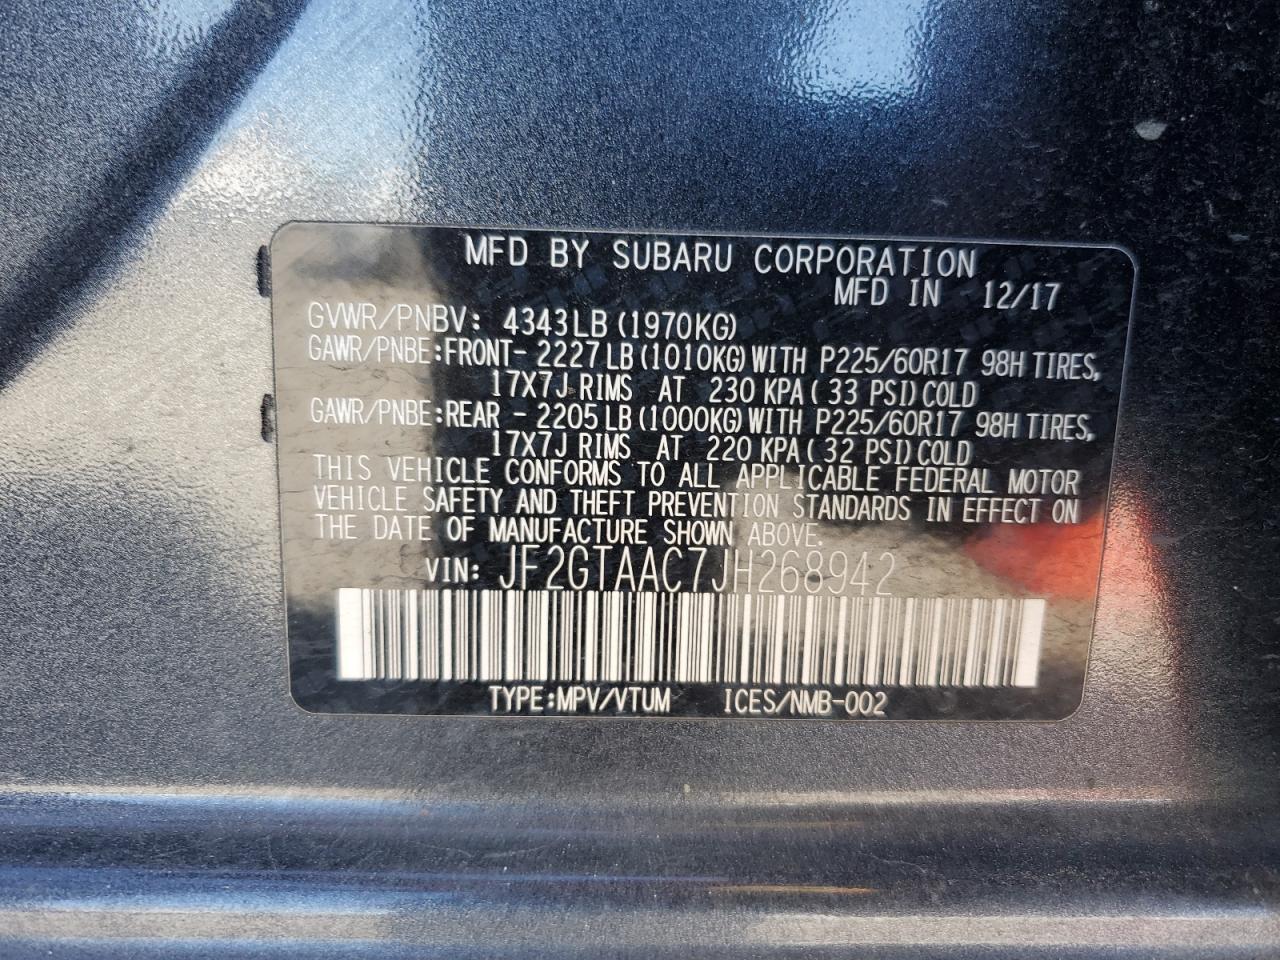 MFD BY SUBARU CORPORATION
MFD IN 12/17
GVWR/PNBV: 4343LB (1970KG)
GAWR/PNBE:FRONT- 2227LB (1010KG) WITH P225/60R17 98H TIRES,
17X7J RIMS AT 230 KPA ( 33 PSI) COLD
GAWR/PNBE:REAR - 2205LB (1000KG) WITH P225/60R17 98H TIRES,
17X7J RIMS AT 220 KPA ( 32 PSI) COLD
THIS VEHICLE CONFORMS TO ALL APPLICABLE FEDERAL MOTOR
VEHICLE SAFETY AND THEFT PREVENTION STANDARDS IN EFFECT ON
THE DATE OF MANUFACTURE SHOWN ABOVE.
VIN: JF2GTAAC7JH268942
TYPE:MPV/VTUM ICES/NMB-002